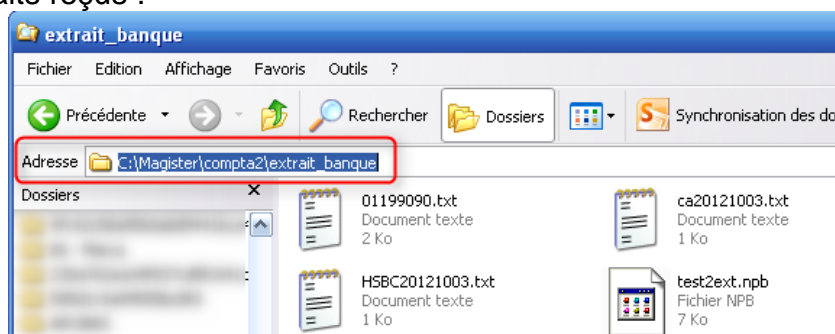 reçus :
extrait_banque
Fichier Edition Affichage Favoris Outils ?
Précédente Rechercher Dossiers Synchronisation des do
Adresse C:\Magister\compta2\extrait_banque
Dossiers x
01199090.txt
Document texte
2 Ko
ca20121003.txt
Document texte
1 Ko
HSBC20121003.txt
Document texte
1 Ko
test2ext.npb
Fichier NPB
7 Ko